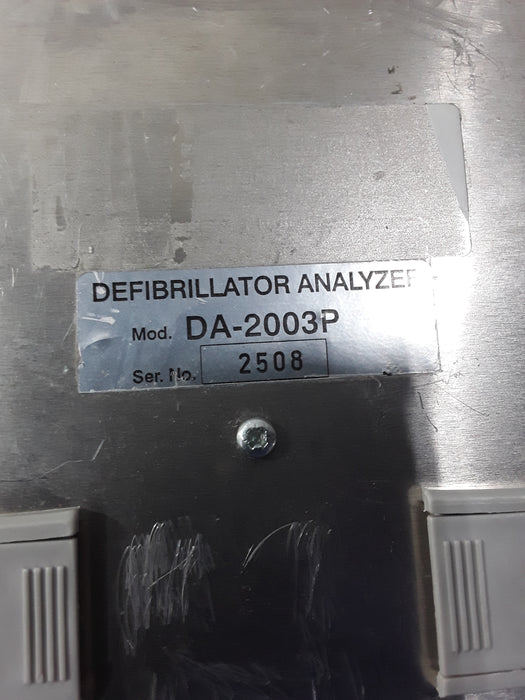 DEFIBRILLATOR ANALYZER
Mod. DA-2003P
Ser. No. 2508